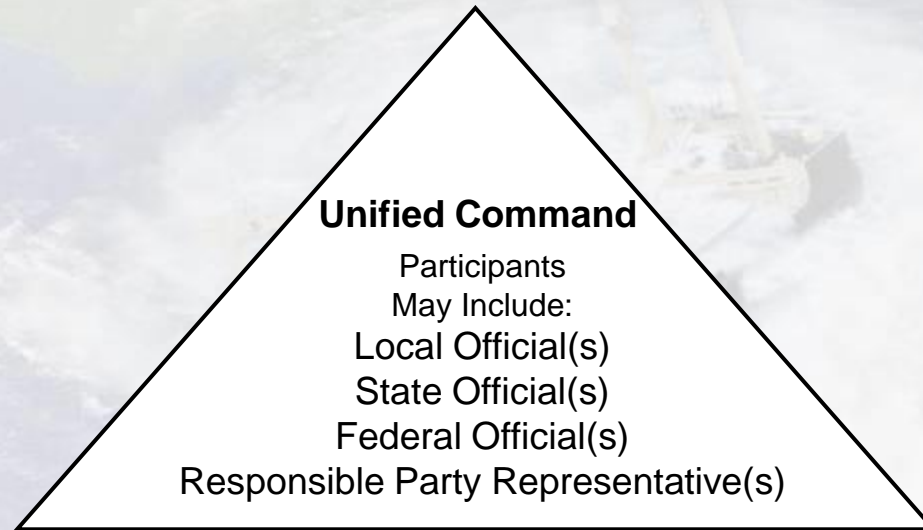 Unified Command
Participants
May Include:
Local Official(s)
State Official(s)
Federal Official(s)
Responsible Party Representative(s)